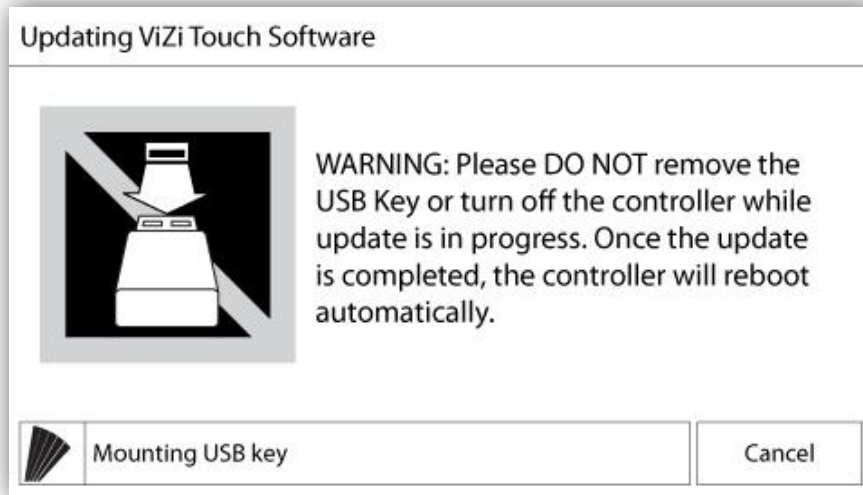 Updating ViZi Touch Software
WARNING: Please DO NOT remove the
USB Key or turn off the controller while
update is in progress. Once the update
is completed, the controller will reboot
automatically.
Mounting USB key
Cancel